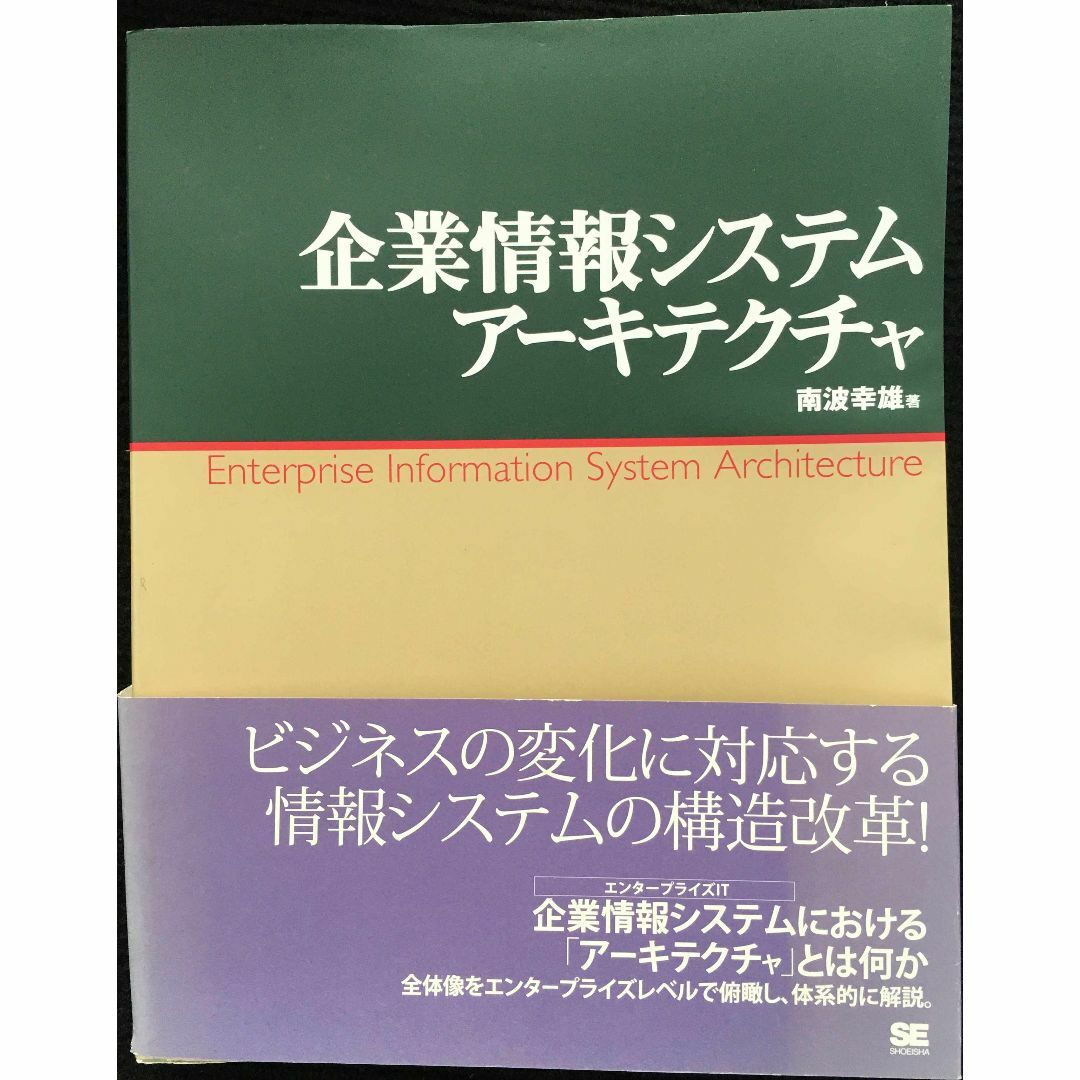 企業情報システム
アーキテクチャ
南波幸雄著
Enterprise Information System Architecture
ビジネスの変化に対応する
情報システムの構造改革!
エンタープライズIT
企業情報システムにおける
「アーキテクチャ」とは何か
全体像をエンタープライズレベルで俯瞰し、体系的に解説。
SE
SHOEISHA